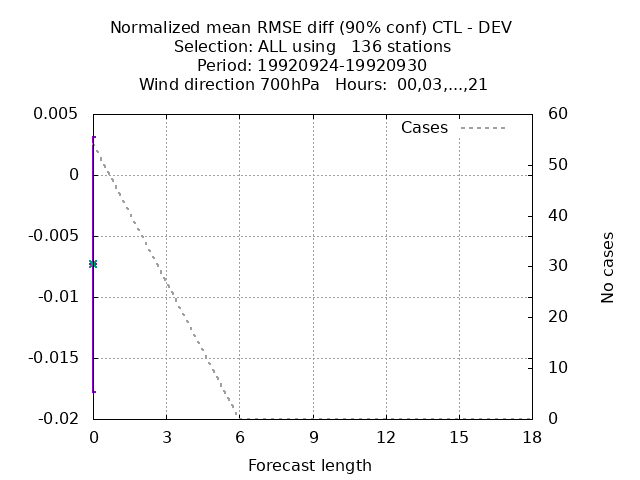 Normalized mean RMSE diff (90% conf) CTL - DEV
Selection: ALL using   136 stations
Period: 19920924-19920930
Wind direction 700hPa   Hours:  00,03,...,21
Cases
0.005
0
-0.005
-0.01
-0.015
-0.02
60
50
40
30
20
10
0
No cases
0 3 6 9 12 15 18
Forecast length